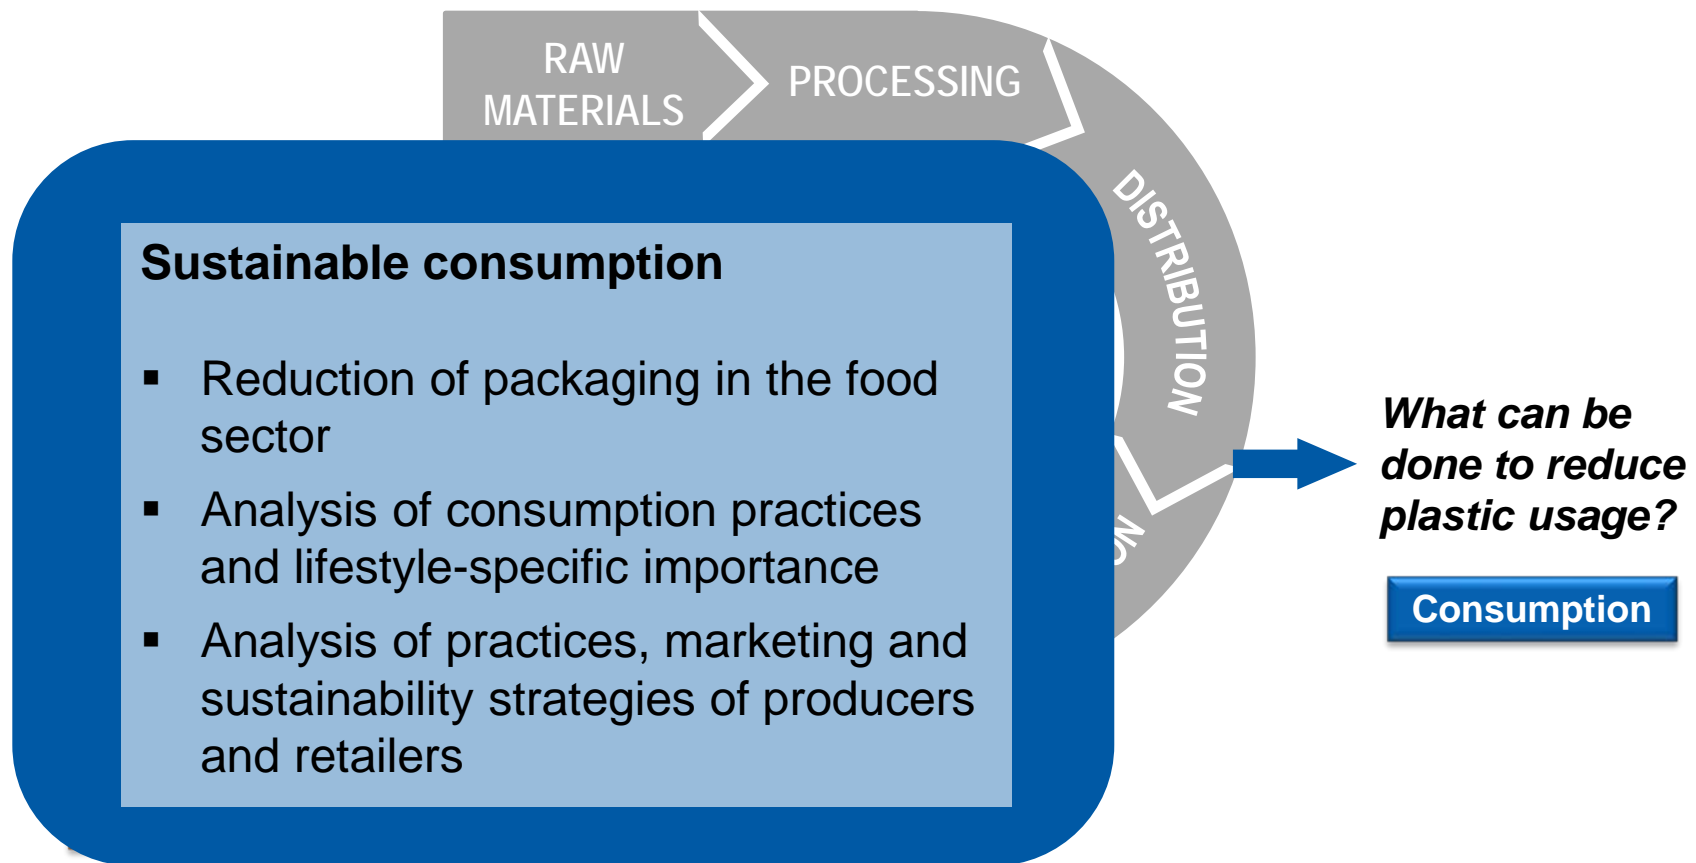 RAW
MATERIALS
PROCESSING
DISTRIBUTION
Sustainable consumption
▪ Reduction of packaging in the food
sector
▪ Analysis of consumption practices
and lifestyle-specific importance
▪ Analysis of practices, marketing and
sustainability strategies of producers
and retailers
What can be
done to reduce
plastic usage?
Consumption